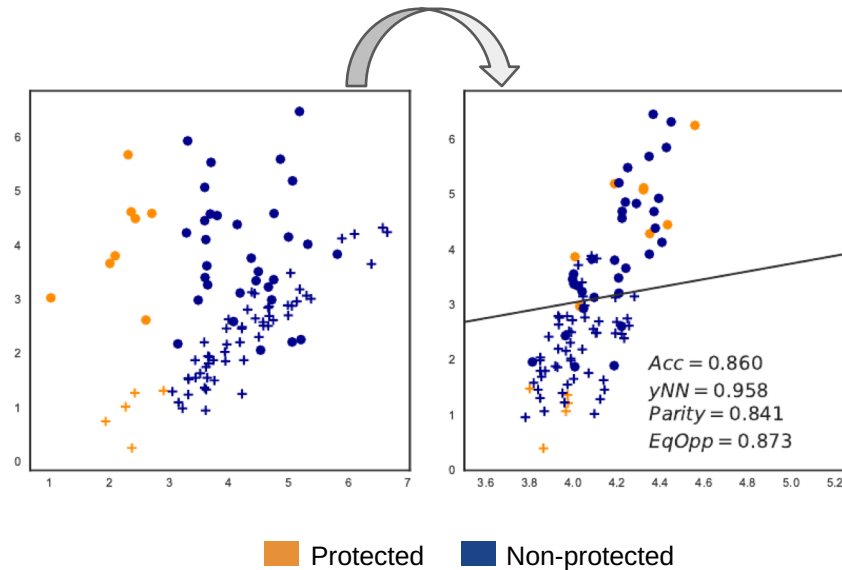 6
5
4
3
2
1
0
1 2 3 4 5 6 7
6
5
4
3
2
1
0
3.6 3.8 4.0 4.2 4.4 4.6 4.8 5.0 5.2
Acc = 0.860
yNN = 0.958
Parity = 0.841
EqOpp = 0.873
Protected Non-protected